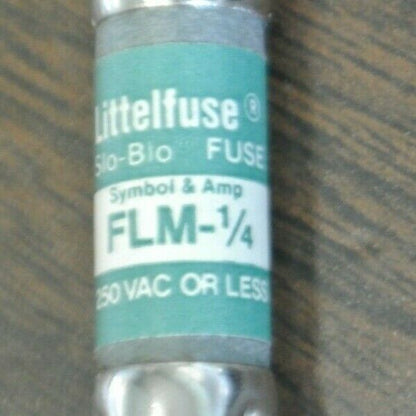 Littelfuse®
Slo-Blo FUSE
Symbol & Amp
FLM-1/4
250 VAC OR LESS